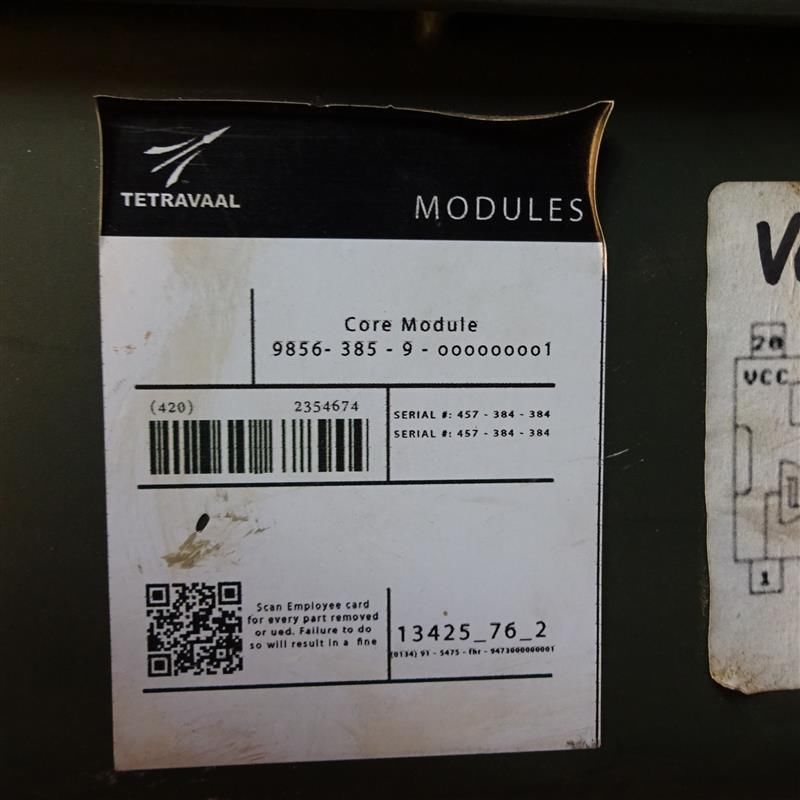 TETRAVAAL
MODULES
Core Module
9856- 385 - 9 - 000000001
(420) 2354674
SERIAL #: 457 - 384 - 384
SERIAL #: 457 - 384 - 384
Scan Employee card
for every part removed
or ued. Failure to do
so will result in a fine
13425_76_2
(0134) 91 - 5475 - fhr - 9473000000001
20
VCC
1